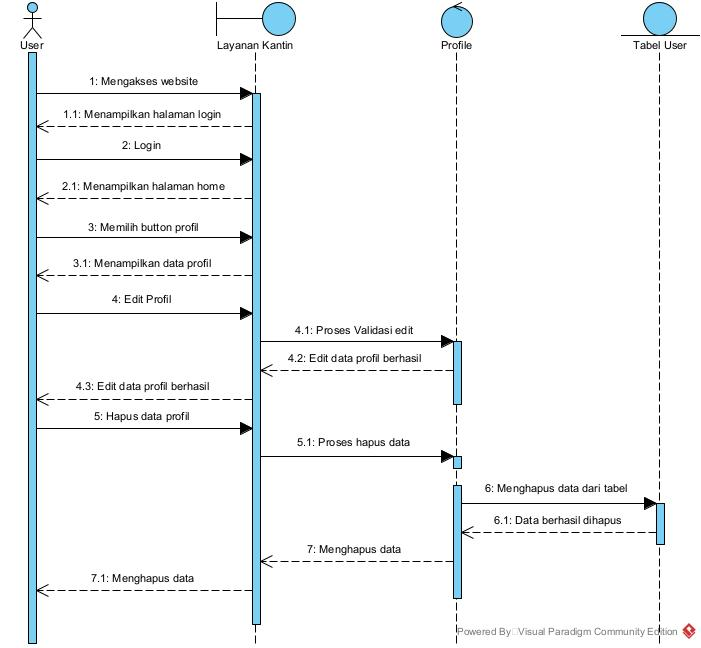 User
Layanan Kantin
Profile
Tabel User
1: Mengakses website
1.1: Menampilkan halaman login
2: Login
2.1: Menampilkan halaman home
3: Memilih button profil
3.1: Menampilkan data profil
4: Edit Profil
4.1: Proses Validasi edit
4.2: Edit data profil berhasil
4.3: Edit data profil berhasil
5: Hapus data profil
5.1: Proses hapus data
6: Menghapus data dari tabel
6.1: Data berhasil dihapus
7: Menghapus data
7.1: Menghapus data
Powered By Visual Paradigm Community Edition